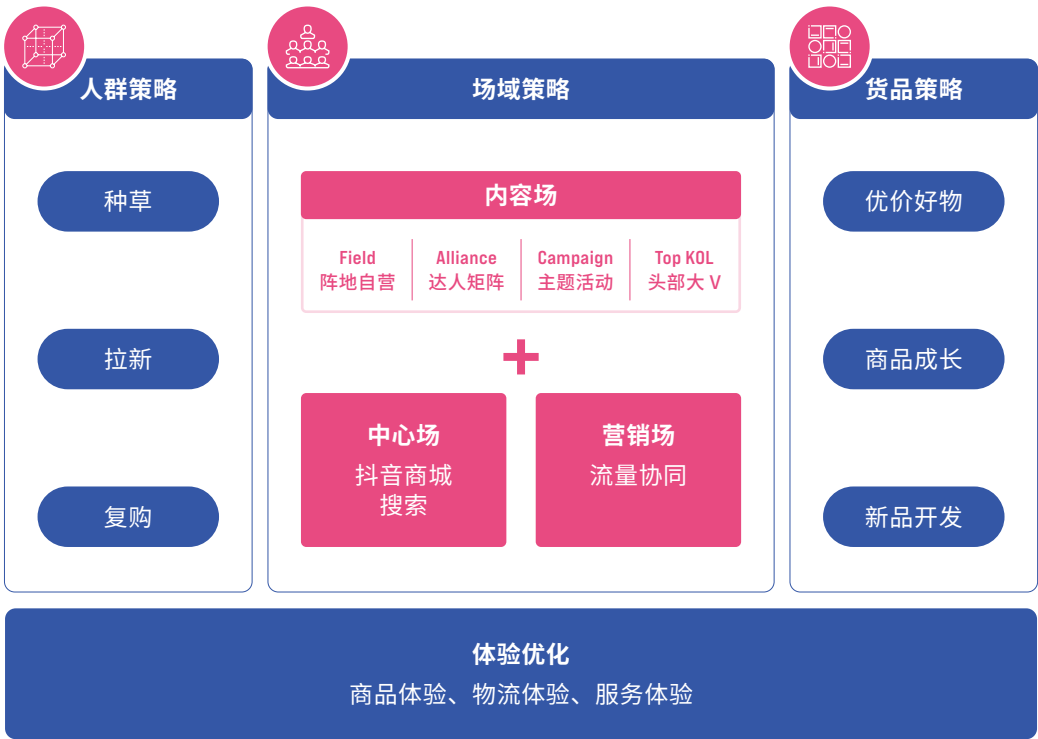 人群策略
种草
拉新
复购
场域策略
内容场
Field
阵地自营
Alliance
达人矩阵
Campaign
主题活动
Top KOL
头部大 V
中心场
抖音商城
搜索
营销场
流量协同
货品策略
优价好物
商品成长
新品开发
体验优化
商品体验、物流体验、服务体验